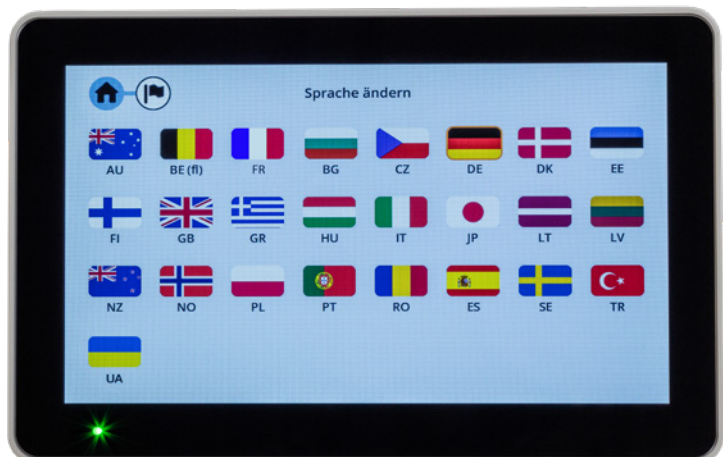 Sprache ändern
AU BE (fl) FR BG CZ DE DK EE
FI GB GR HU IT JP LT LV
NZ NO PL PT RO ES SE TR
UA